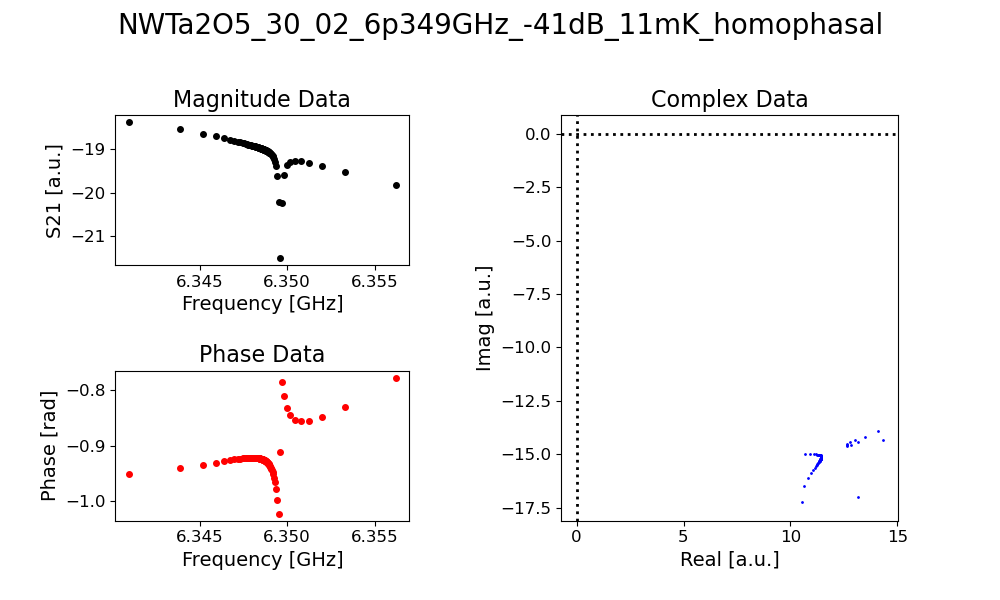 NWTa2O5_30_02_6p349GHz_-41dB_11mK_homophasal
Magnitude Data
S21 [a.u.]
−19
−20
−21
6.345 6.350 6.355
Frequency [GHz]
Phase Data
Phase [rad]
−0.8
−0.9
−1.0
6.345 6.350 6.355
Frequency [GHz]
Complex Data
Imag [a.u.]
0.0
−2.5
−5.0
−7.5
−10.0
−12.5
−15.0
−17.5
0 5 10 15
Real [a.u.]